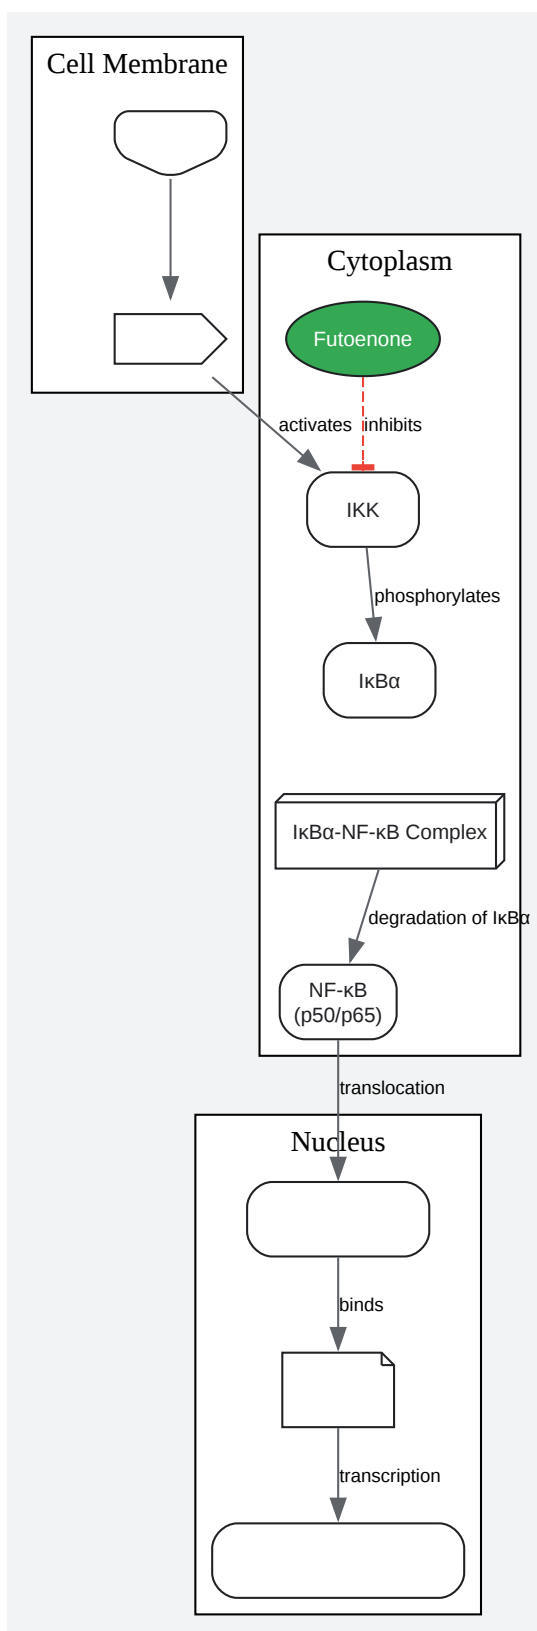 Cell Membrane
Cytoplasm
Futoenone
activates
inhibits
IKK
phosphorylates
IκBα
IκBα-NF-κB Complex
degradation of IκBα
NF-κB
(p50/p65)
translocation
Nucleus
binds
transcription